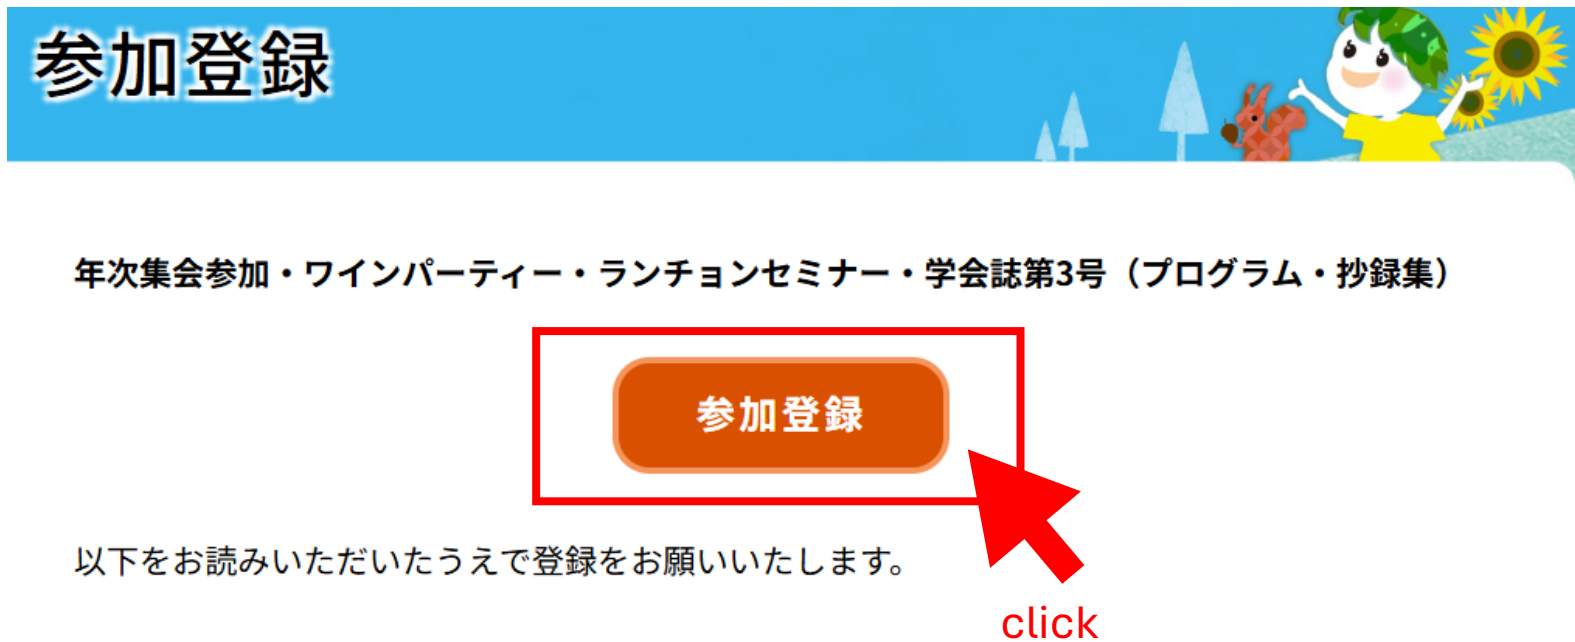 参加登録
年次集会参加・ワインパーティー・ランチョンセミナー・学会誌第3号（プログラム・抄録集）
参加登録
以下をお読みいただいたうえで登録をお願いいたします。
click